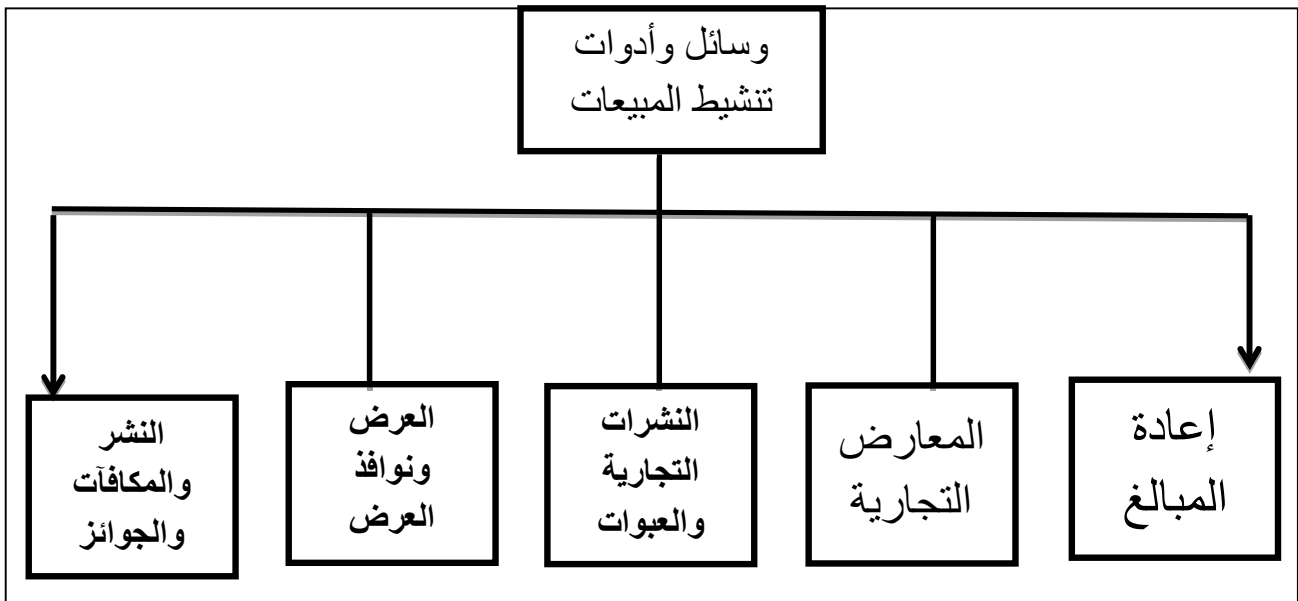 وسائل وأدوات
تنشيط المبيعات
إعادة
المبالغ
المعارض
التجارية
النشرات
التجارية
والعبوات
العرض
ونوافذ
العرض
النشر
والمكافآت
والجوائز